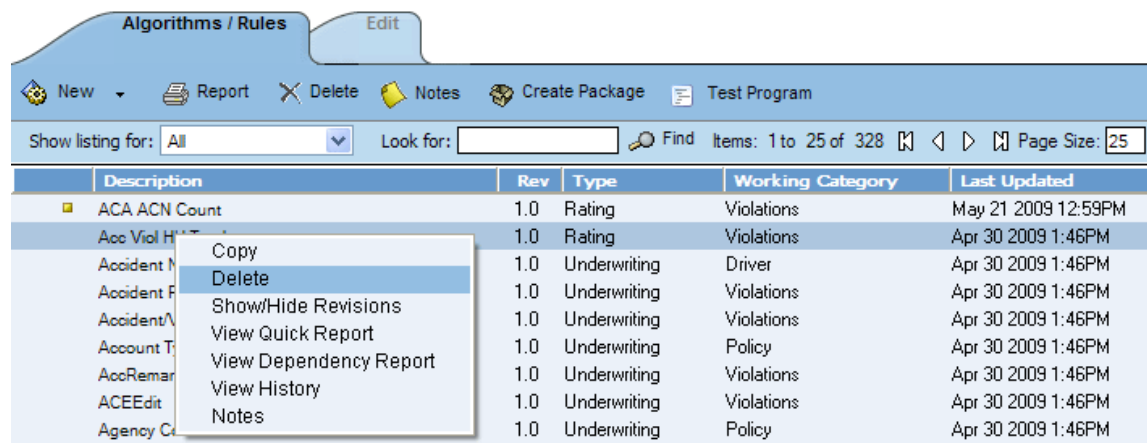 Algorithms / Rules Edit
New Report Delete Notes Create Package Test Program
Show listing for: All Look for: Find Items: 1 to 25 of 328 Page Size: 25
Description Rev Type Working Category Last Updated
ACA ACN Count 1.0 Rating Violations May 21 2009 12:59PM
Acc Viol 1.0 Rating Violations Apr 30 2009 1:46PM
Copy
Accident 1.0 Underwriting Driver Apr 30 2009 1:46PM
Delete
Accident 1.0 Underwriting Violations Apr 30 2009 1:46PM
Show/Hide Revisions
Accident/ 1.0 Underwriting Violations Apr 30 2009 1:46PM
View Quick Report
Account 1.0 Underwriting Policy Apr 30 2009 1:46PM
View Dependency Report
AccRemar 1.0 Underwriting Violations Apr 30 2009 1:46PM
View History
ACEEdit 1.0 Underwriting Violations Apr 30 2009 1:46PM
Notes
Agency 1.0 Underwriting Policy Apr 30 2009 1:46PM